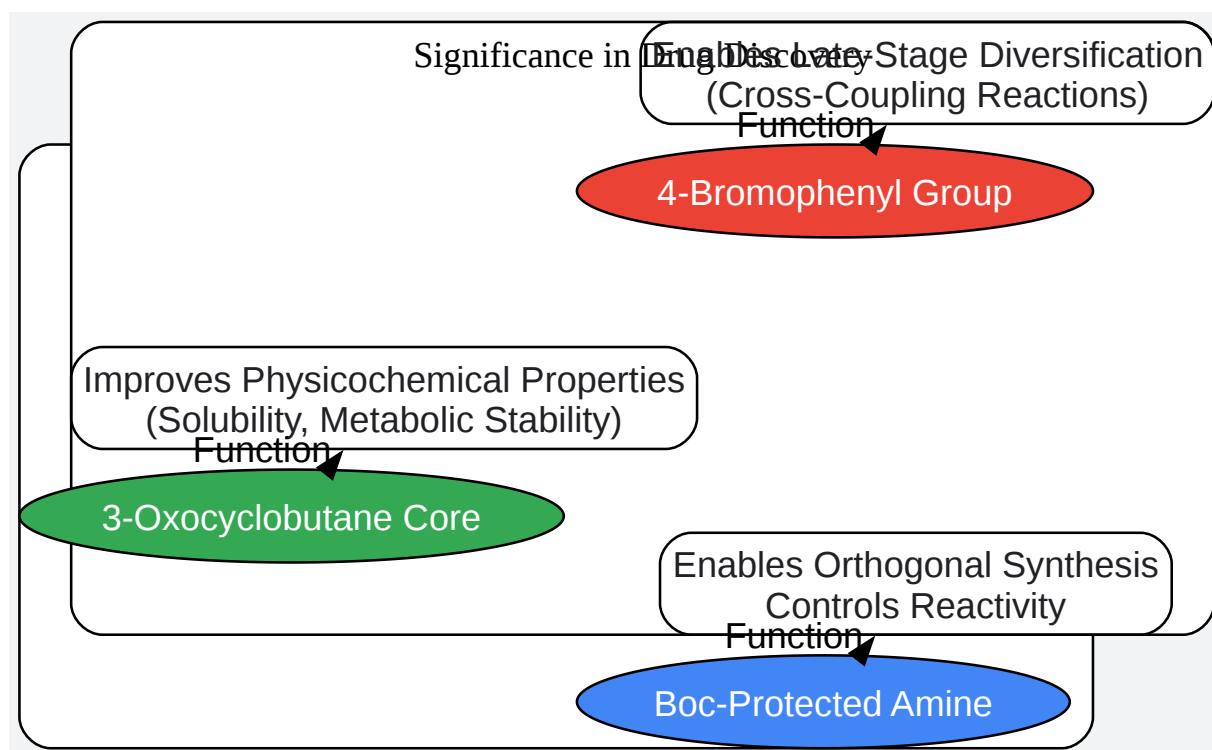 Significance in Drug Discovery
Enables Late-Stage Diversification
(Cross-Coupling Reactions)
Function
4-Bromophenyl Group
Improves Physicochemical Properties
(Solubility, Metabolic Stability)
Function
3-Oxocyclobutane Core
Enables Orthogonal Synthesis
Controls Reactivity
Function
Boc-Protected Amine